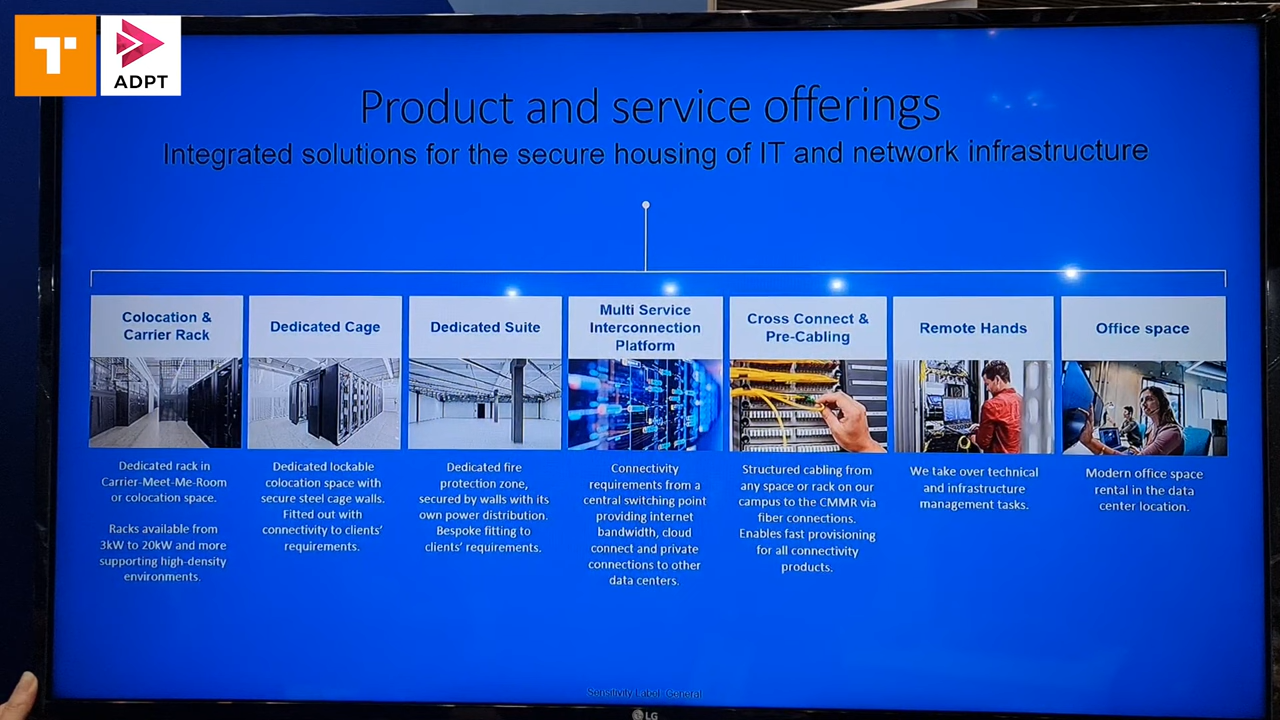 T
ADPT
Product and service offerings
Integrated solutions for the secure housing of IT and network infrastructure
Colocation &
Carrier Rack
Dedicated rack in
Carrier-Meet-Me-Room
or colocation space.
Racks available from
3kW to 20kW and more
supporting high-density
environments.
Dedicated Cage
Dedicated lockable
colocation space with
secure steel cage walls.
Fitted out with
connectivity to clients'
requirements.
Dedicated Suite
Dedicated fire
protection zone,
secured by walls with its
own power distribution.
Bespoke fitting to
clients' requirements.
Multi Service
Interconnection
Platform
Connectivity
requirements from a
central switching point
providing internet
bandwidth, cloud
connect and private
connections to other
data centers.
Cross Connect &
Pre-Cabling
Structured cabling from
any space or rack on our
campus to the CMMR via
fiber connections.
Enables fast provisioning
for all connectivity
products.
Remote Hands
We take over technical
and infrastructure
management tasks.
Office space
Modern office space
rental in the data
center location.
Sensitivity Label: General
LG